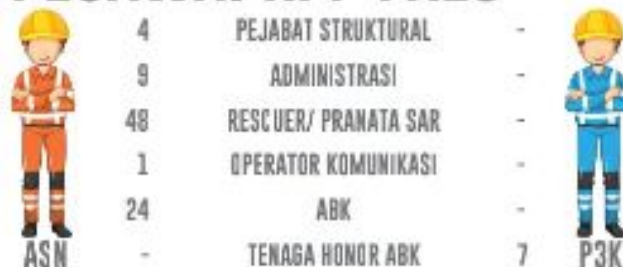 4 PEJABAT STRUKTURAL -
9 ADMINISTRASI -
48 RESCUER/ PRANATA SAR -
1 OPERATOR KOMUNIKASI -
24 ABK -
ASN - TENAGA HONOR ABK 7 P3K